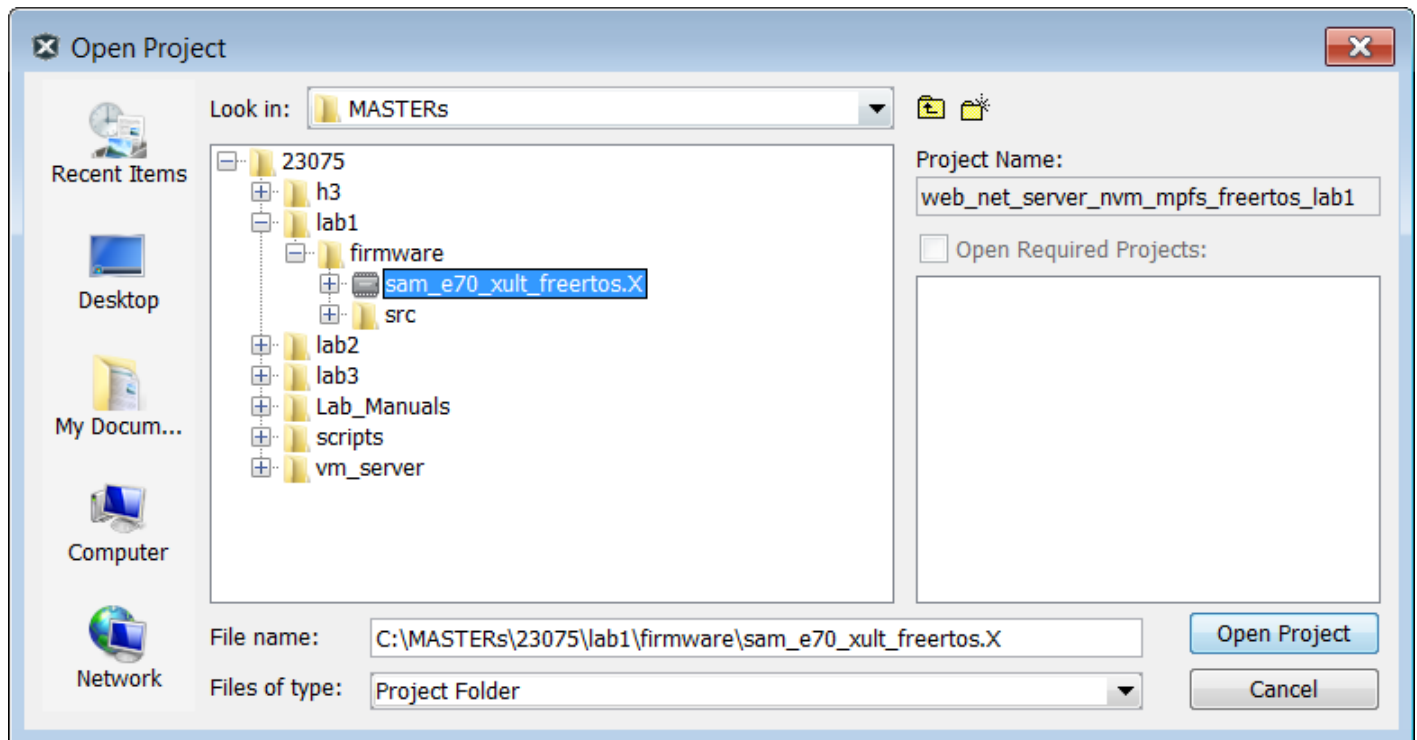 Open Project
Look in:
MASTERs
Recent Items
Desktop
My Docum...
Computer
Network
23075
h3
lab1
firmware
sam_e70_xult_freertos.X
src
lab2
lab3
Lab_Manuals
scripts
vm_server
Project Name:
web_net_server_nvm_mpfs_freertos_lab1
Open Required Projects:
File name:
C:\MASTERs\23075\lab1\firmware\sam_e70_xult_freertos.X
Open Project
Files of type:
Project Folder
Cancel